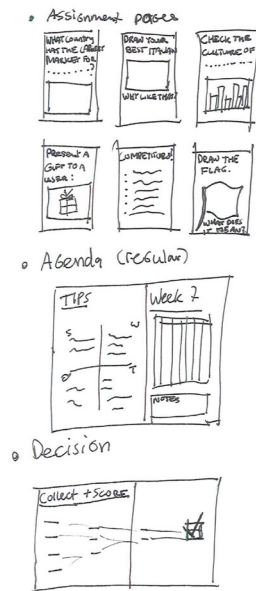 Assignment pages
WHAT COUNTRY
HAS THE LARGEST
MARKET FOR
.......?
DRAW YOUR
BEST ITALIAN
WHY LIKE THIS?
CHECK THE
CULTURE OF
.......
PRESENT A
GIFT TO A
USER:
COMPETITORS!
DRAW THE
FLAG.
WHAT DOES
IT MEAN?
Agenda (regular)
TIPS
S W
O T
Week 7
NOTES
Decision
Collect + SCORE